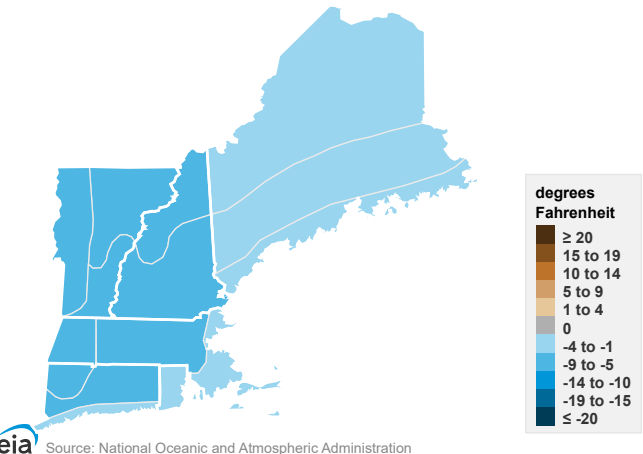 degrees
Fahrenheit
≥ 20
15 to 19
10 to 14
5 to 9
1 to 4
0
-4 to -1
-9 to -5
-14 to -10
-19 to -15
≤ -20
eia
Source: National Oceanic and Atmospheric Administration